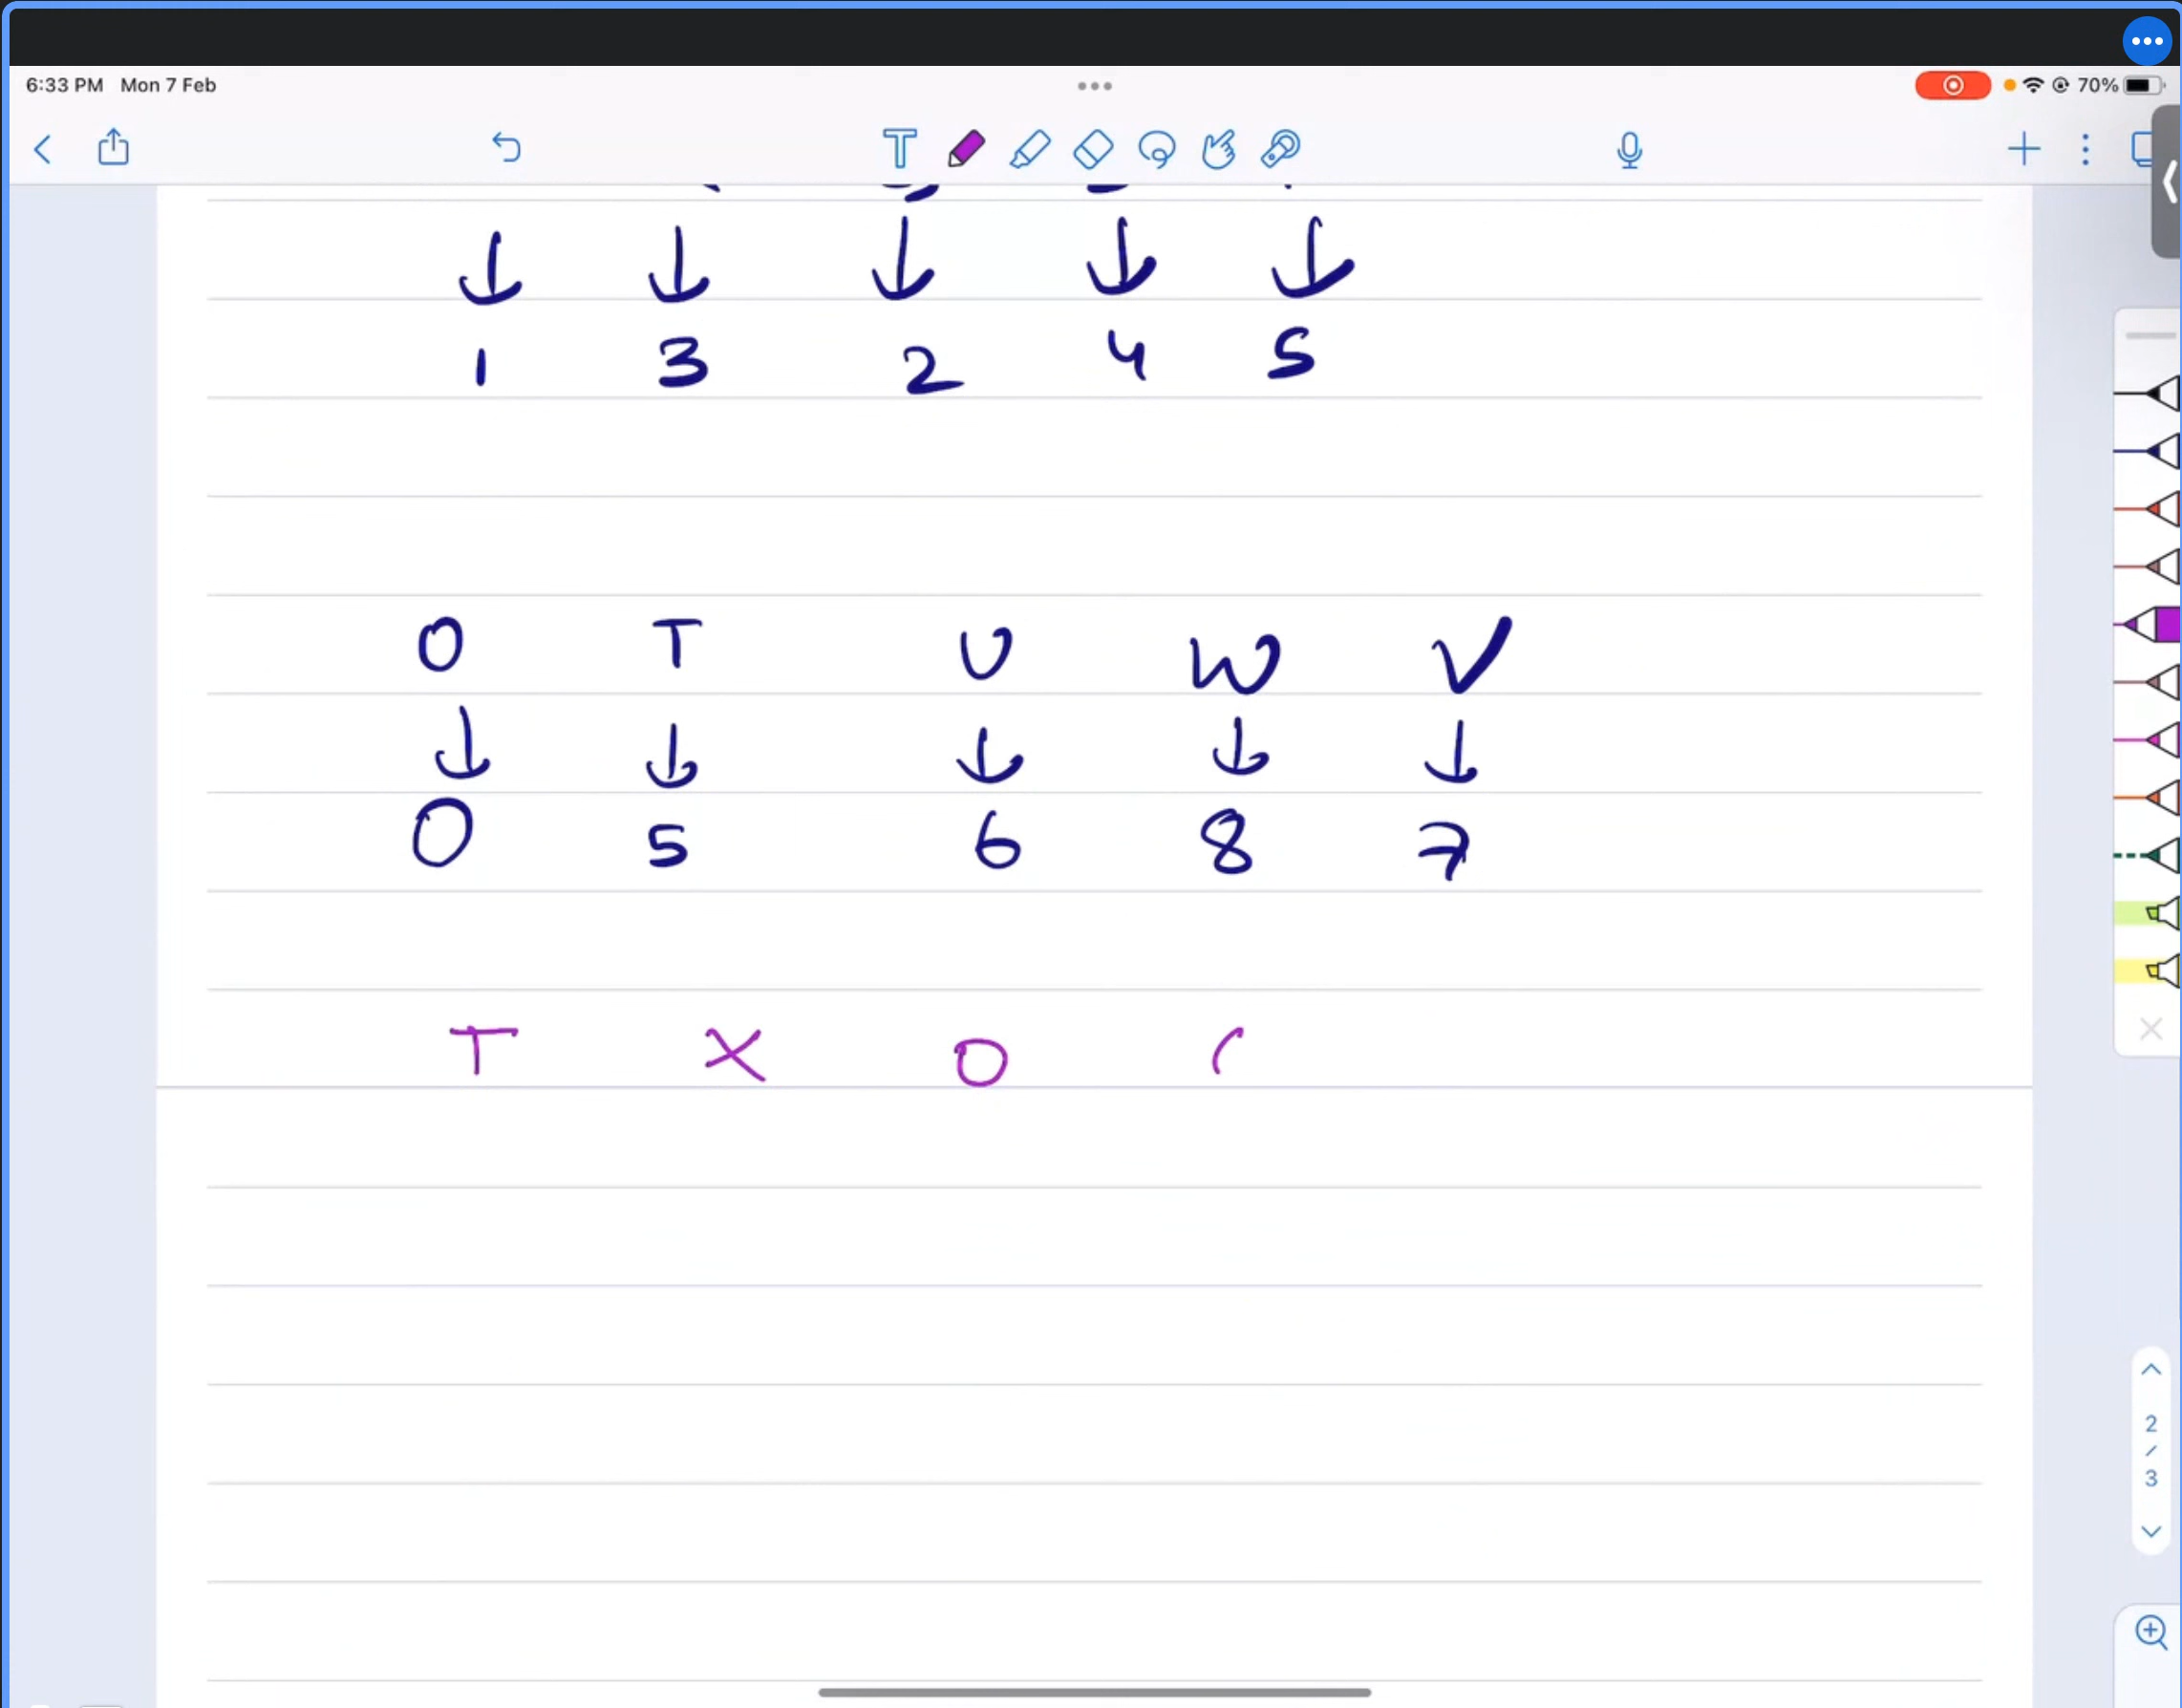 6:33 PM Mon 7 Feb
70%
T
↓ ↓ ↓ ↓ ↓
1 3 2 4 5
O T U W V
↓ ↓ ↓ ↓ ↓
0 5 6 8 7
T X O
2
/
3